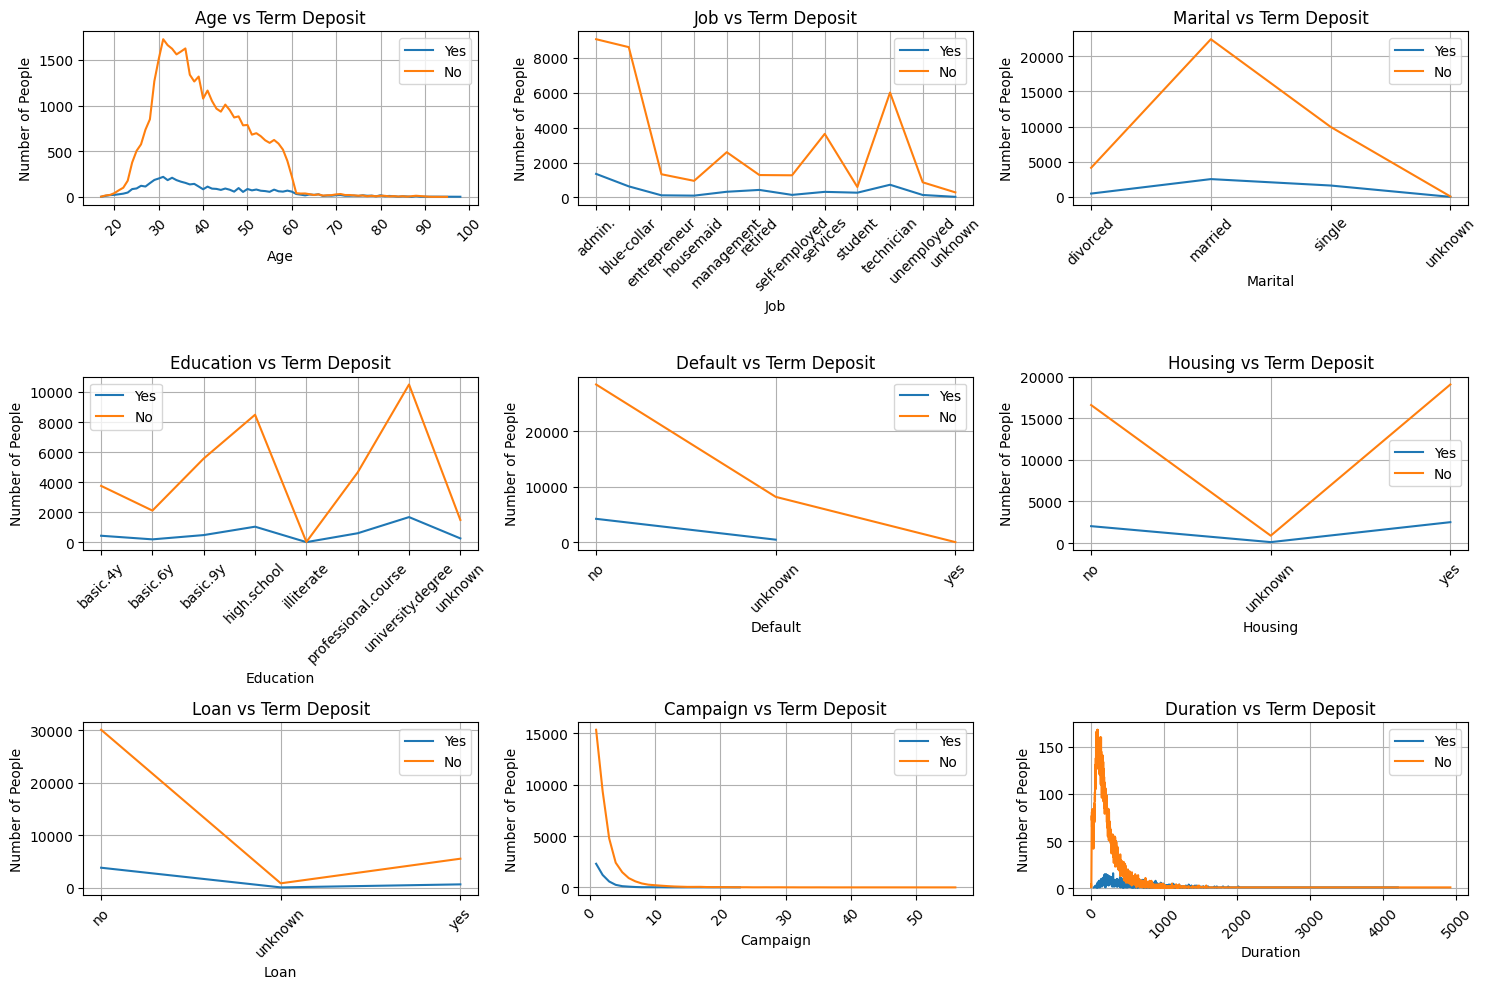 Age vs Term Deposit
Number of People
1500
1000
500
0
20
30
40
50
60
70
80
90
100
Age
Yes
No
Job vs Term Deposit
Number of People
8000
6000
4000
2000
0
admin.
blue-collar
entrepreneur
housemaid
management
retired
self-employed
services
student
technician
unemployed
unknown
Job
Yes
No
Marital vs Term Deposit
Number of People
20000
15000
10000
5000
0
divorced
married
single
unknown
Marital
Yes
No
Education vs Term Deposit
Number of People
10000
8000
6000
4000
2000
0
basic.4y
basic.6y
basic.9y
high.school
illiterate
professional.course
university.degree
unknown
Education
Yes
No
Default vs Term Deposit
Number of People
20000
10000
0
no
unknown
yes
Default
Yes
No
Housing vs Term Deposit
Number of People
20000
15000
10000
5000
0
no
unknown
yes
Housing
Yes
No
Loan vs Term Deposit
Number of People
30000
20000
10000
0
no
unknown
yes
Loan
Yes
No
Campaign vs Term Deposit
Number of People
15000
10000
5000
0
0
10
20
30
40
50
Campaign
Yes
No
Duration vs Term Deposit
Number of People
150
100
50
0
0
1000
2000
3000
4000
5000
Duration
Yes
No